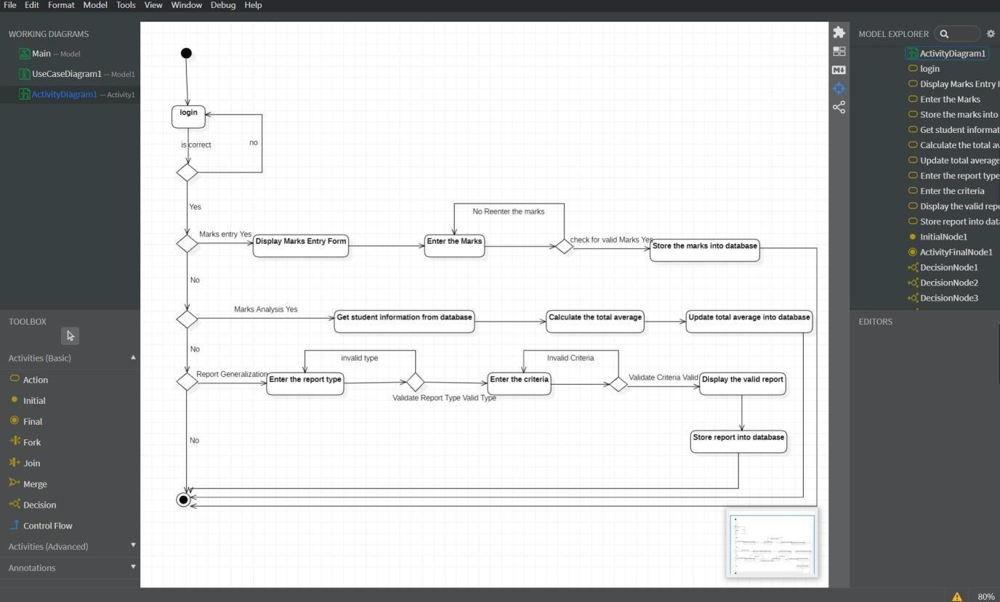 File Edit Format Model Tools View Window Debug Help
WORKING DIAGRAMS
Main — Model
UseCaseDiagram1 — Model1
ActivityDiagram1 — Activity1
TOOLBOX
Activities (Basic)
Action
Initial
Final
Fork
Join
Merge
Decision
Control Flow
Activities (Advanced)
Annotations
login
is correct
no
Yes
No Reenter the marks
Marks entry Yes
Display Marks Entry Form
Enter the Marks
check for valid Marks Yes
Store the marks into database
No
Marks Analysis Yes
Get student information from database
Calculate the total average
Update total average into database
No
invalid type
Invalid Criteria
Report Generalization
Enter the report type
Enter the criteria
Validate Criteria Valid
Display the valid report
Validate Report Type Valid Type
No
Store report into database
M↓
MODEL EXPLORER
ActivityDiagram1
login
Display Marks Entry
Enter the Marks
Store the marks into
Get student informat
Calculate the total av
Update total average
Enter the report type
Enter the criteria
Display the valid repo
Store report into data
InitialNode1
ActivityFinalNode1
DecisionNode1
DecisionNode2
DecisionNode3
EDITORS
80%